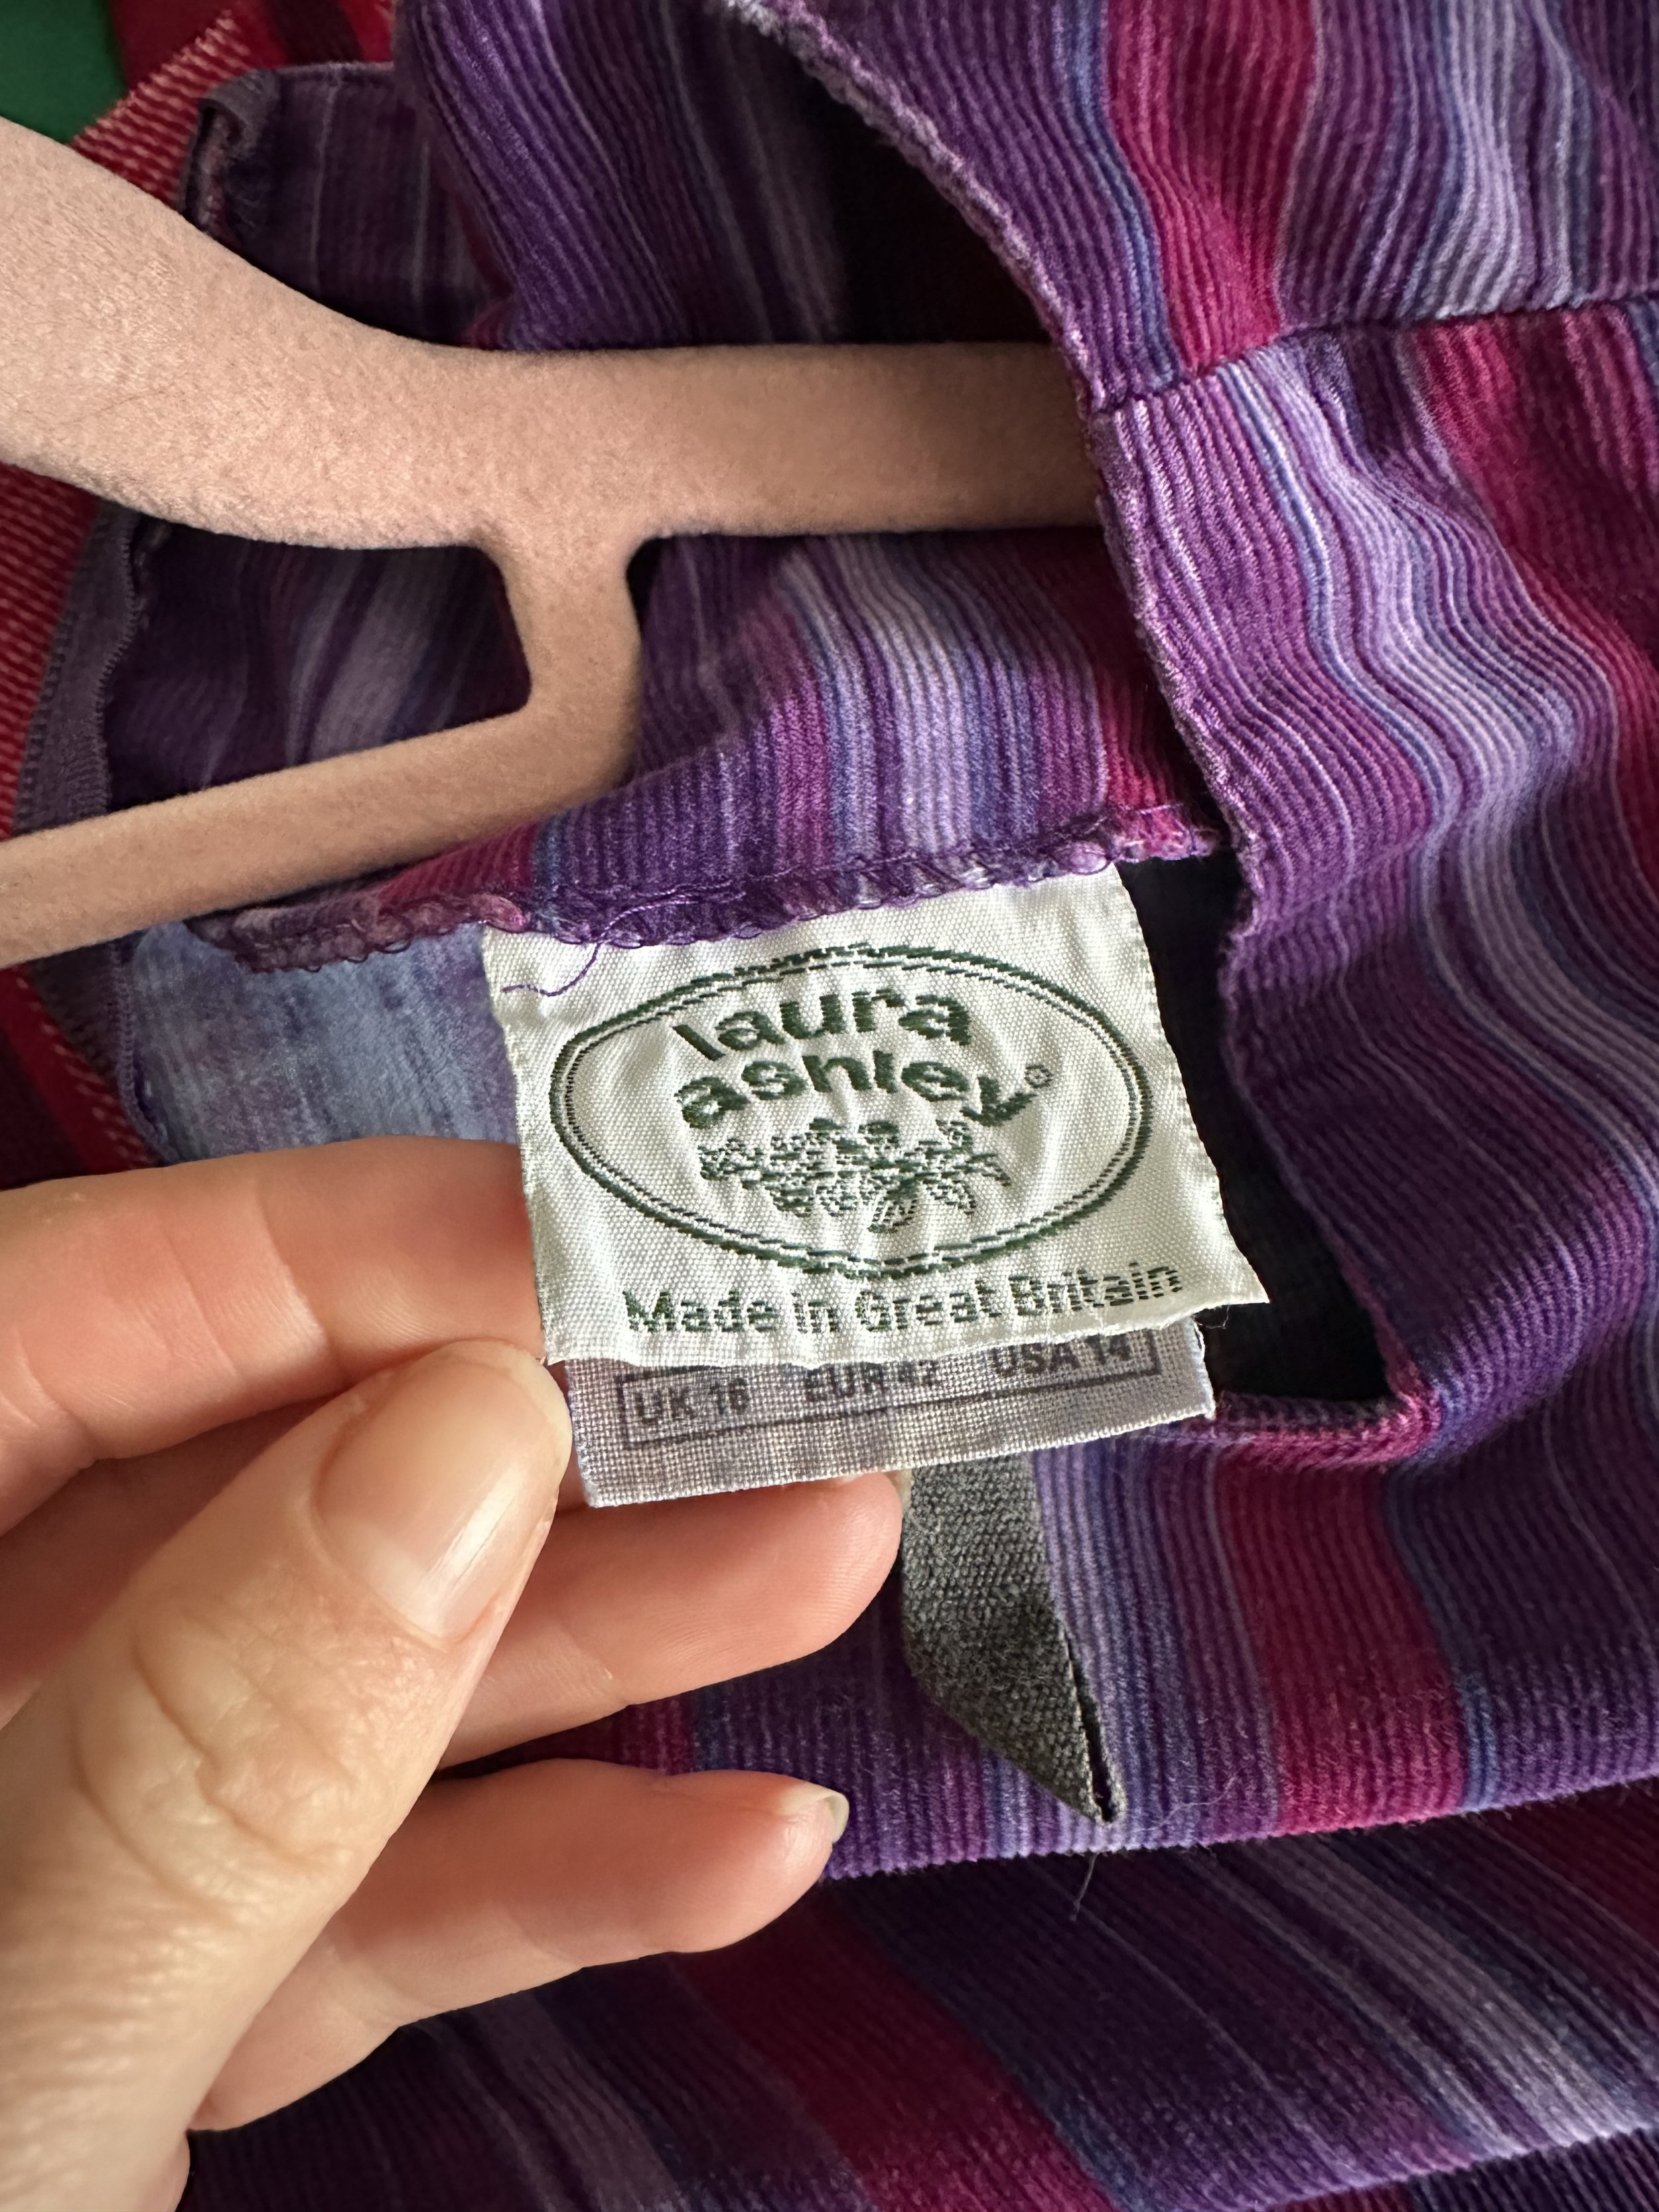 laura
ashley®
Made in Great Britain
UK 16 EUR 42 USA 14